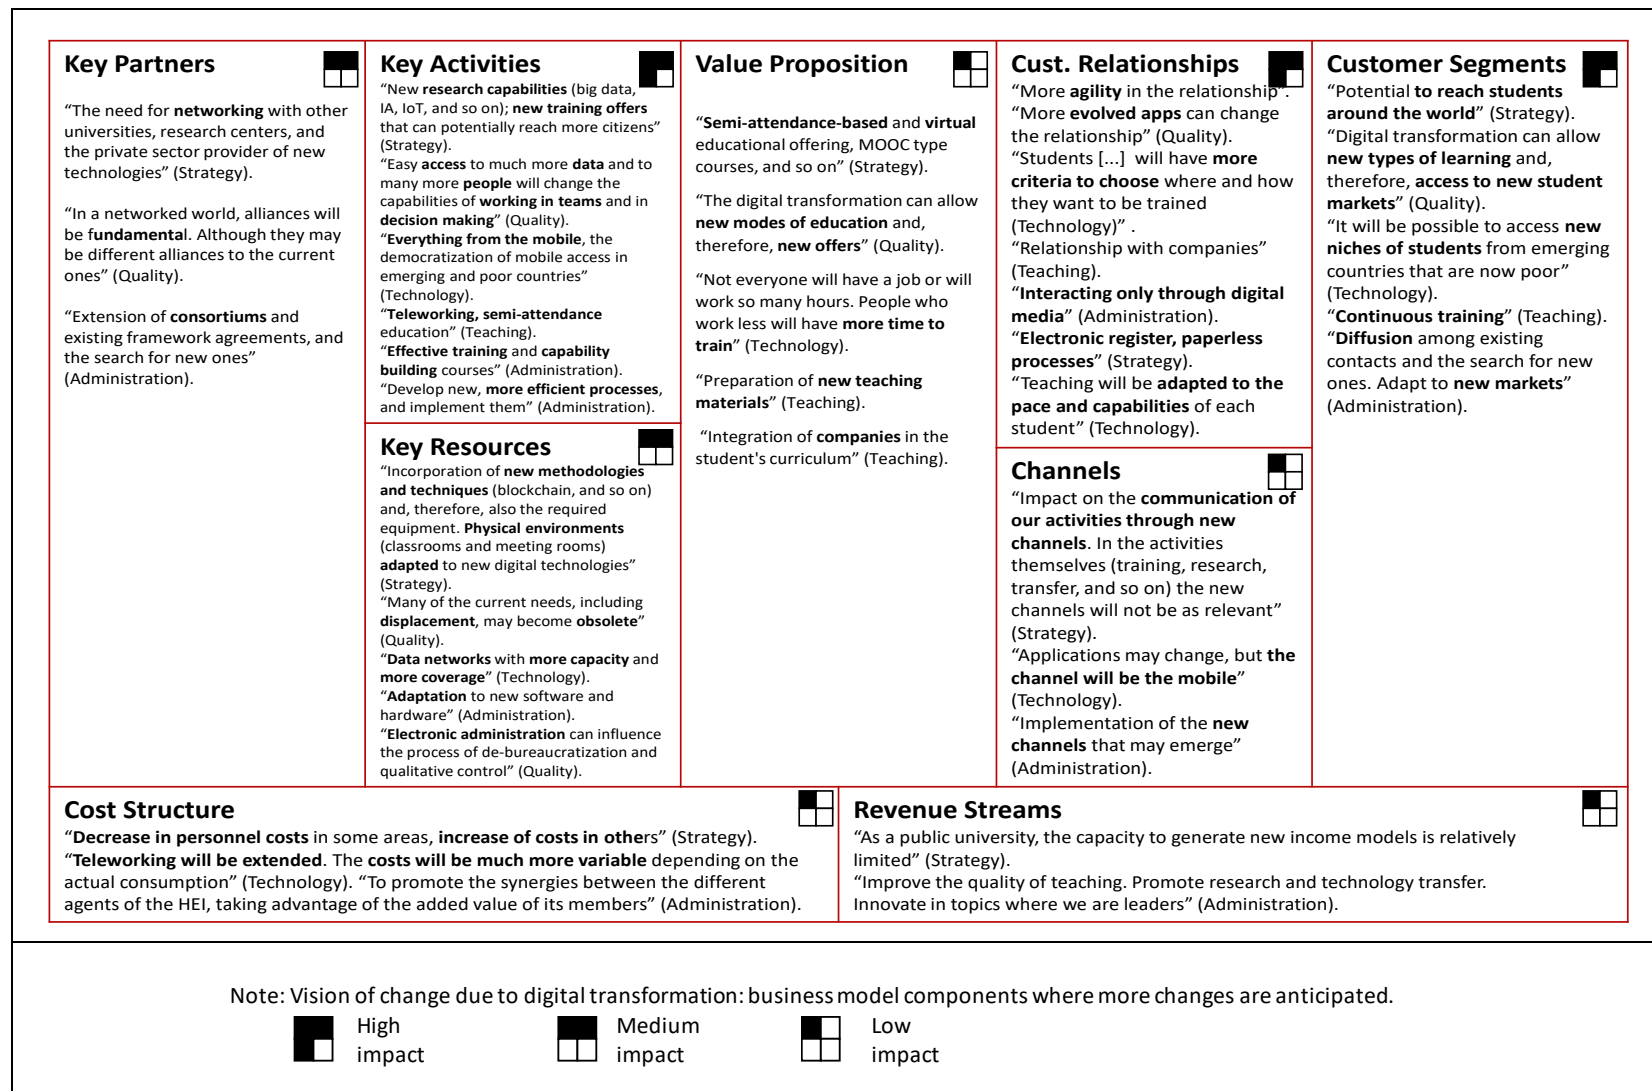 Key Partners
“The need for networking with other
universities, research centers, and
the private sector provider of new
technologies” (Strategy).
“In a networked world, alliances will
be fundamental. Although they may
be different alliances to the current
ones” (Quality).
“Extension of consortiums and
existing framework agreements, and
the search for new ones”
(Administration).
Key Activities
“New research capabilities (big data,
IA, IoT, and so on); new training offers
that can potentially reach more citizens”
(Strategy).
“Easy access to much more data and to
many more people will change the
capabilities of working in teams and in
decision making” (Quality).
“Everything from the mobile, the
democratization of mobile access in
emerging and poor countries”
(Technology).
“Teleworking, semi-attendance
education” (Teaching).
“Effective training and capability
building courses” (Administration).
“Develop new, more efficient processes,
and implement them” (Administration).
Key Resources
“Incorporation of new methodologies
and techniques (blockchain, and so on)
and, therefore, also the required
equipment. Physical environments
(classrooms and meeting rooms)
adapted to new digital technologies”
(Strategy).
“Many of the current needs, including
displacement, may become obsolete”
(Quality).
“Data networks with more capacity and
more coverage” (Technology).
“Adaptation to new software and
hardware” (Administration).
“Electronic administration can influence
the process of de-bureaucratization and
qualitative control” (Quality).
Value Proposition
“Semi-attendance-based and virtual
educational offering, MOOC type
courses, and so on” (Strategy).
“The digital transformation can allow
new modes of education and,
therefore, new offers” (Quality).
“Not everyone will have a job or will
work so many hours. People who
work less will have more time to
train” (Technology).
“Preparation of new teaching
materials” (Teaching).
“Integration of companies in the
student's curriculum” (Teaching).
Cust. Relationships
“More agility in the relationship”.
“More evolved apps can change
the relationship” (Quality).
“Students [...] will have more
criteria to choose where and how
they want to be trained
(Technology)” .
“Relationship with companies”
(Teaching).
“Interacting only through digital
media” (Administration).
“Electronic register, paperless
processes” (Strategy).
“Teaching will be adapted to the
pace and capabilities of each
student” (Technology).
Channels
“Impact on the communication of
our activities through new
channels. In the activities
themselves (training, research,
transfer, and so on) the new
channels will not be as relevant”
(Strategy).
“Applications may change, but the
channel will be the mobile”
(Technology).
“Implementation of the new
channels that may emerge”
(Administration).
Customer Segments
“Potential to reach students
around the world” (Strategy).
“Digital transformation can allow
new types of learning and,
therefore, access to new student
markets” (Quality).
“It will be possible to access new
niches of students from emerging
countries that are now poor”
(Technology).
“Continuous training” (Teaching).
“Diffusion among existing
contacts and the search for new
ones. Adapt to new markets”
(Administration).
Cost Structure
“Decrease in personnel costs in some areas, increase of costs in others” (Strategy).
“Teleworking will be extended. The costs will be much more variable depending on the
actual consumption” (Technology). “To promote the synergies between the different
agents of the HEI, taking advantage of the added value of its members” (Administration).
Revenue Streams
“As a public university, the capacity to generate new income models is relatively
limited” (Strategy).
“Improve the quality of teaching. Promote research and technology transfer.
Innovate in topics where we are leaders” (Administration).
Note: Vision of change due to digital transformation: business model components where more changes are anticipated.
High
impact
Medium
impact
Low
impact